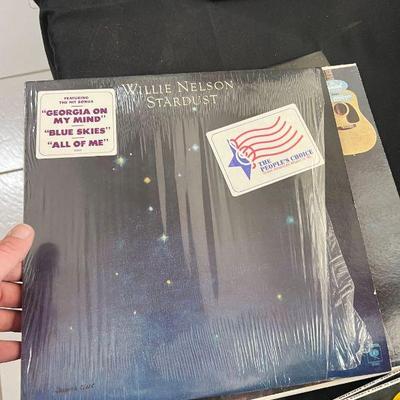 WILLIE NELSON
STARDUST
FEATURING
THE HIT SONGS
"GEORGIA ON
MY MIND"
"BLUE SKIES"
"ALL OF ME"
THE
PEOPLE'S CHOICE